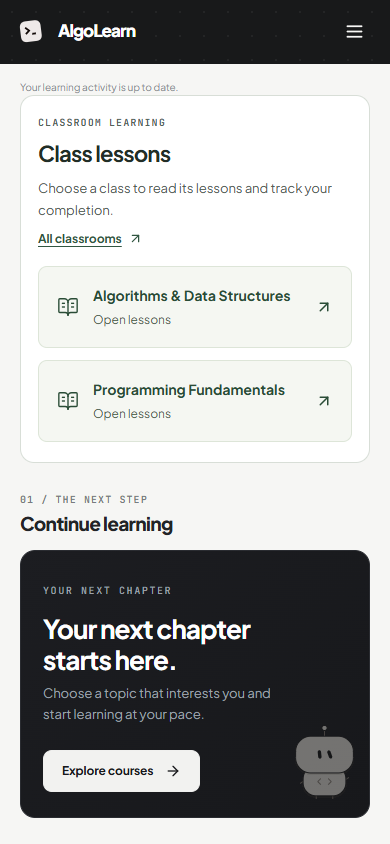 AlgoLearn
Your learning activity is up to date.
CLASSROOM LEARNING
Class lessons
Choose a class to read its lessons and track your
completion.
All classrooms
Algorithms & Data Structures
Open lessons
Programming Fundamentals
Open lessons
01 / THE NEXT STEP
Continue learning
YOUR NEXT CHAPTER
Your next chapter
starts here.
Choose a topic that interests you and
start learning at your pace.
Explore courses